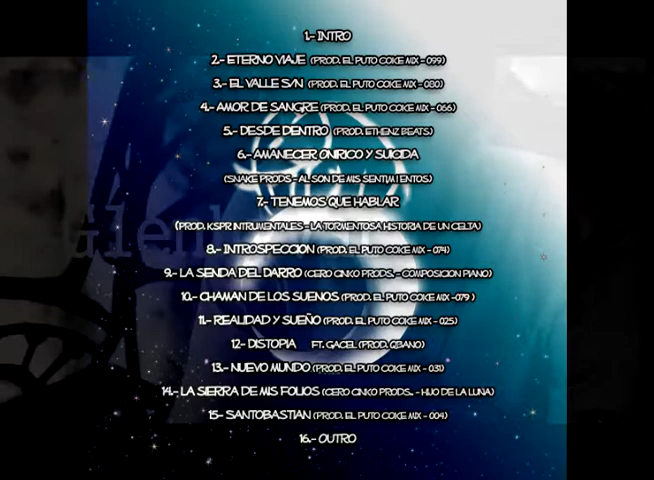 1.- INTRO
2.- ETERNO VIAJE (PROD. EL PUTO COKE MIX - 099)
3.- EL VALLE S/N (PROD. EL PUTO COKE MIX - 080)
4.- AMOR DE SANGRE (PROD. EL PUTO COKE MIX - 066)
5.- DESDE DENTRO (PROD. ETHENZ BEATS)
6.- AMANECER ONIRICO Y SUICIDA
(SNAKE PRODS - AL SON DE MIS SENTIMIENTOS)
7.- TENEMOS QUE HABLAR
(PROD. KSPR INTRUMENTALES - LA TORMENTOSA HISTORIA DE UN CELTA)
8.- INTROSPECCION (PROD. EL PUTO COKE MIX - 074)
9.- LA SENDA DEL DARRO (CERO CINKO PRODS. - COMPOSICION PIANO)
10.- CHAMAN DE LOS SUENOS (PROD. EL PUTO COKE MIX -079 )
11.- REALIDAD Y SUEÑO (PROD. EL PUTO COKE MIX - 025)
12- DISTOPIA FT. GACEL (PROD. QBANO)
13.- NUEVO MUNDO (PROD. EL PUTO COKE MIX - 031)
14.- LA SIERRA DE MIS FOLIOS (CERO CINKO PRODS.. - HIJO DE LA LUNA)
15- SANTOBASTIAN (PROD. EL PUTO COKE MIX - 004)
16.- OUTRO